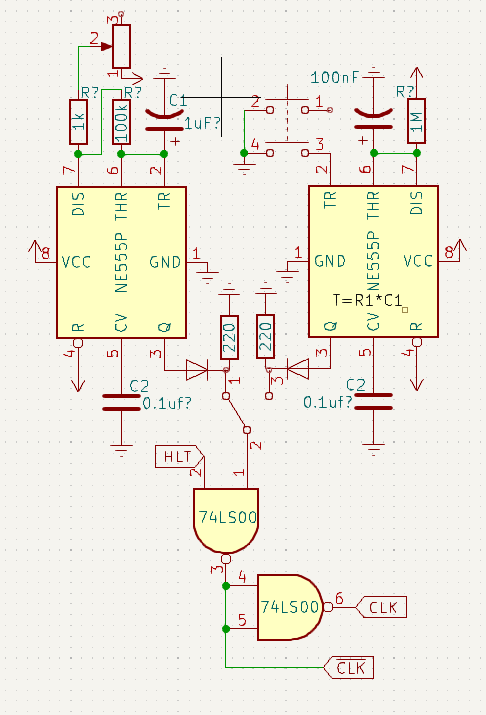 3
2
1
R?
R?
1k
100k
C1
1uF?
+
7
6
2
DIS
THR
TR
NE555P
8
VCC
GND
1
R
CV
Q
4
5
3
C2
0.1uf?
220
100nF
R?
1M
+
2
1
4
3
2
6
7
TR
THR
DIS
NE555P
1
GND
VCC
8
T=R1*C1
Q
CV
R
3
5
4
C2
0.1uf?
220
1
3
2
HLT
2
1
74LS00
3
4
5
74LS00
6
CLK
CLK